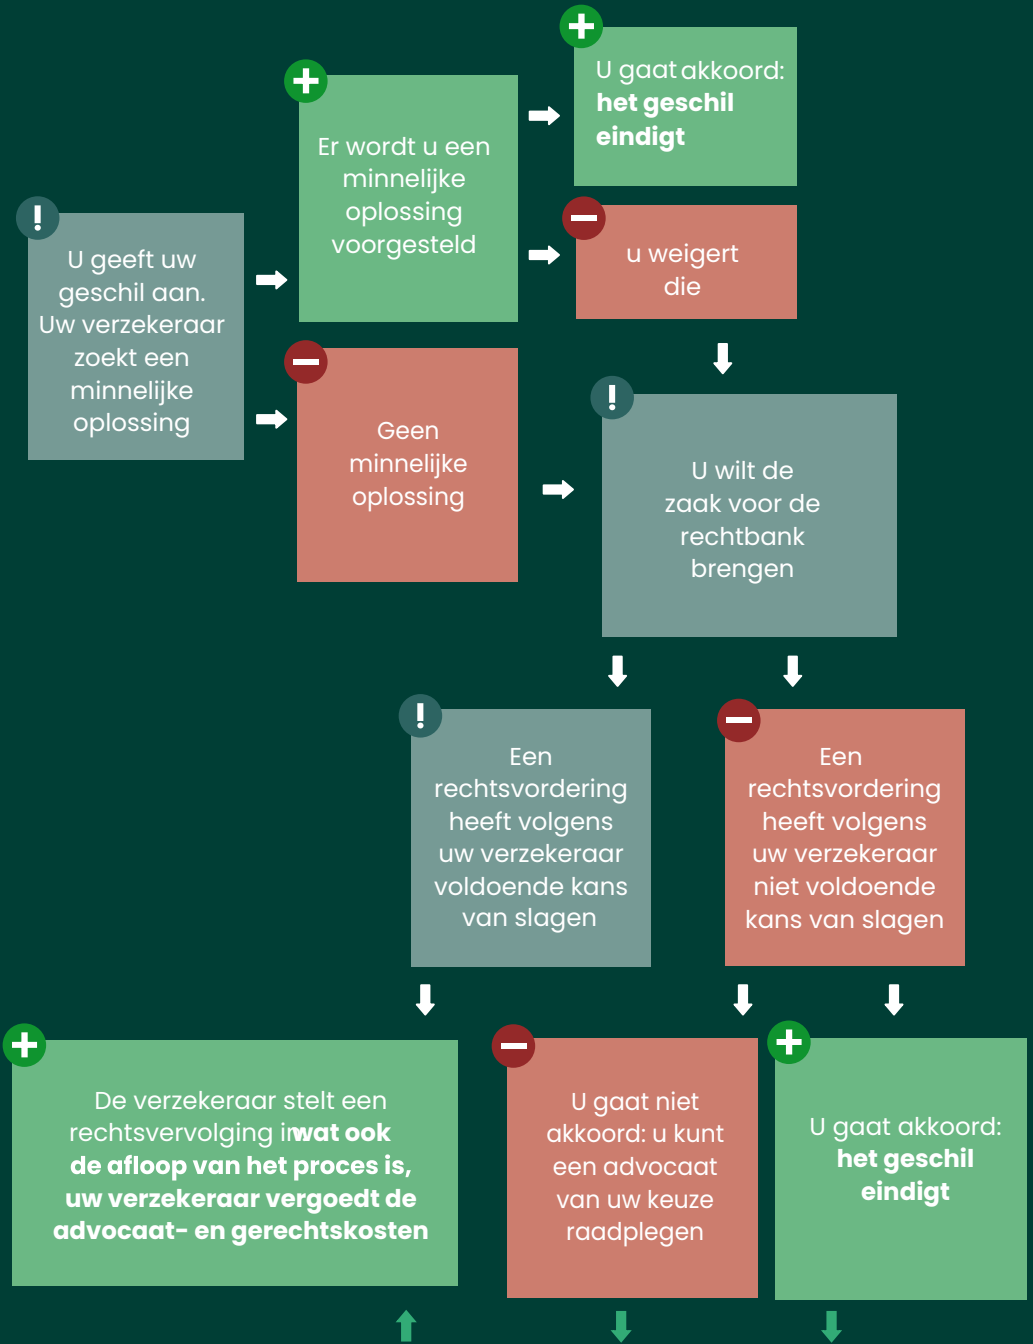 U gaat akkoord:
het geschil
eindigt
Er wordt u een
minnelijke
oplossing
voorgesteld
u weigert
die
U geeft uw
geschil aan.
Uw verzekeraar
zoekt een
minnelijke
oplossing
Geen
minnelijke
oplossing
U wilt de
zaak voor de
rechtbank
brengen
Een
rechtsvordering
heeft volgens
uw verzekeraar
voldoende kans
van slagen
Een
rechtsvordering
heeft volgens
uw verzekeraar
niet voldoende
kans van slagen
De verzekeraar stelt een
rechtsvervolging in wat ook
de afloop van het proces is,
uw verzekeraar vergoedt de
advocaat- en gerechtskosten
U gaat niet
akkoord: u kunt
een advocaat
van uw keuze
raadplegen
U gaat akkoord:
het geschil
eindigt